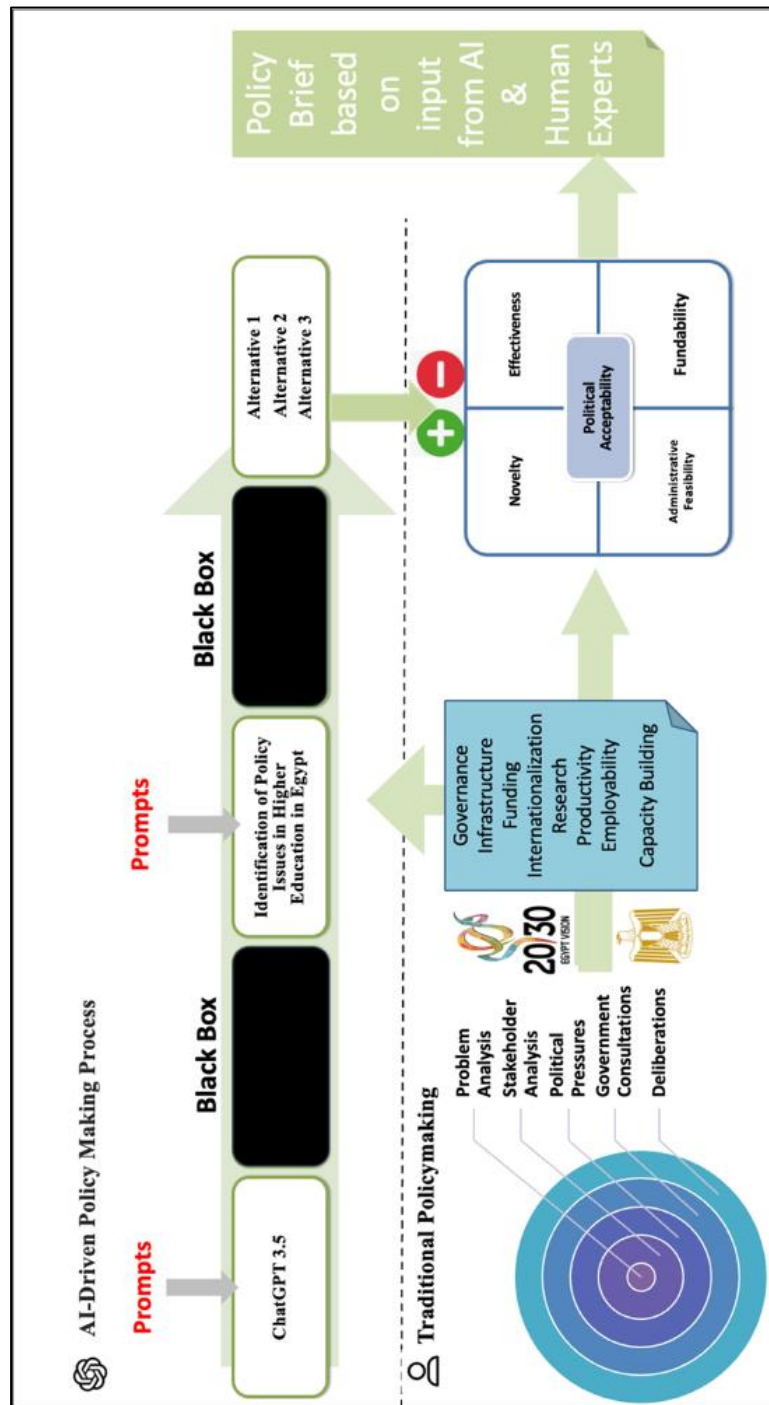 AI-Driven Policy Making Process
Prompts
Prompts
ChatGPT 3.5
Black Box
Identification of Policy
Issues in Higher
Education in Egypt
Black Box
Alternative 1
Alternative 2
Alternative 3
Policy
Brief
based
on
input
from AI
&
Human
Experts
Traditional Policymaking
Problem
Analysis
Stakeholder
Analysis
Political
Pressures
Government
Consultations
Deliberations
20/30
EGYPT VISION
Governance
Infrastructure
Funding
Internationalization
Research
Productivity
Employability
Capacity Building
Novelty
Effectiveness
Political
Acceptability
Administrative
Feasibility
Fundability